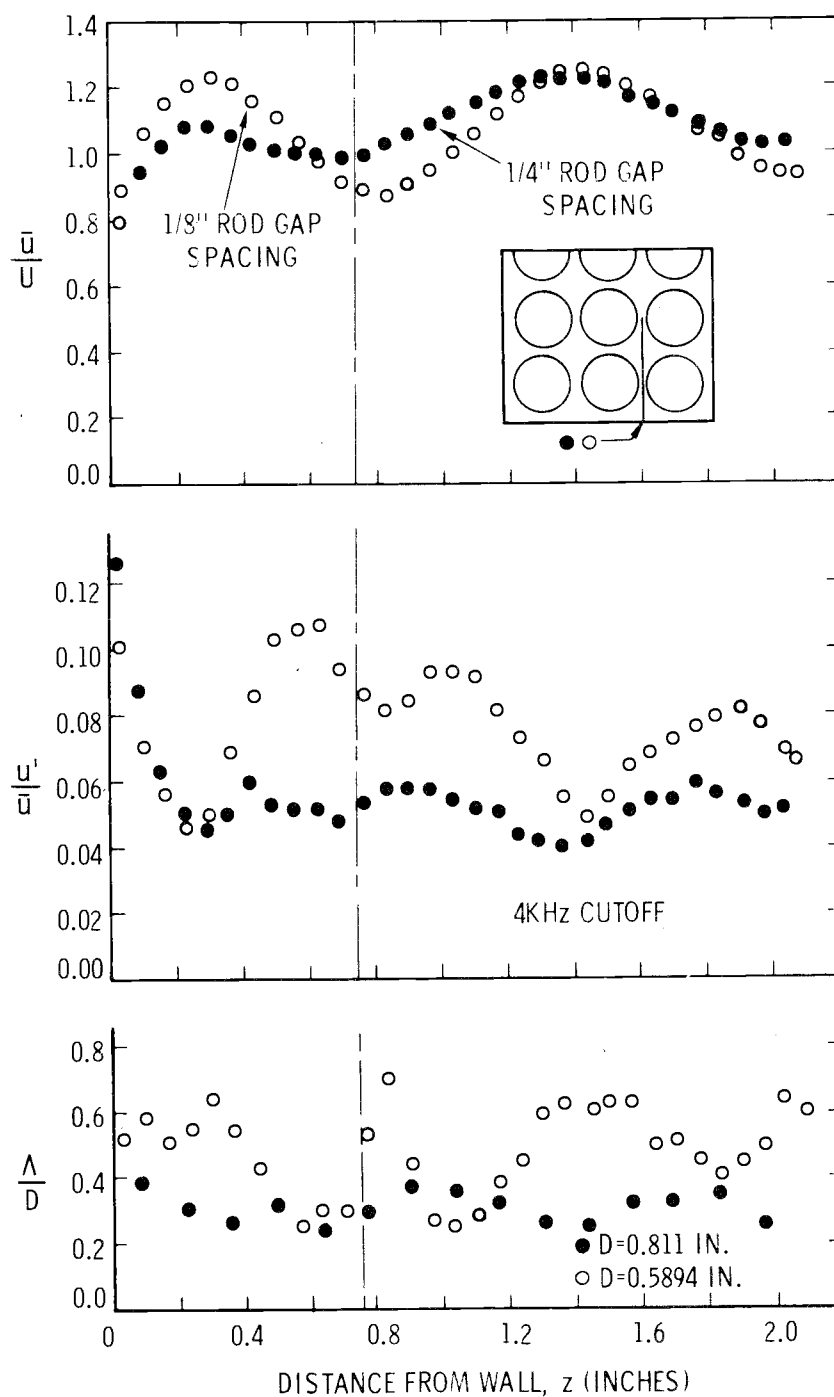 1.4
1.2
1.0
0.8
0.6
0.4
0.2
0.0
ū
U
1/8" ROD GAP
SPACING
1/4" ROD GAP
SPACING
0.12
0.10
0.08
0.06
0.04
0.02
0.00
u'
ū
4KHz CUTOFF
0.8
0.6
0.4
0.2
0.0
Λ
D
D=0.811 IN.
D=0.5894 IN.
0 0.4 0.8 1.2 1.6 2.0
DISTANCE FROM WALL, z (INCHES)